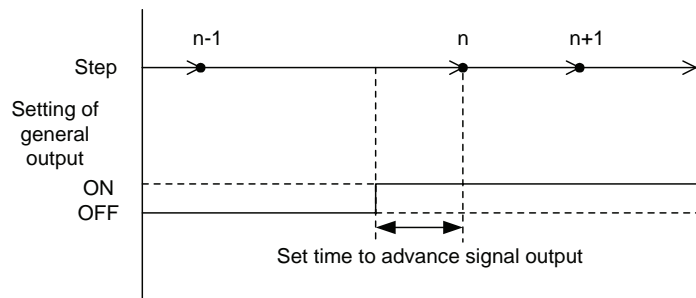 n-1
n
n+1
Step
Setting of
general
output
ON
OFF
Set time to advance signal output